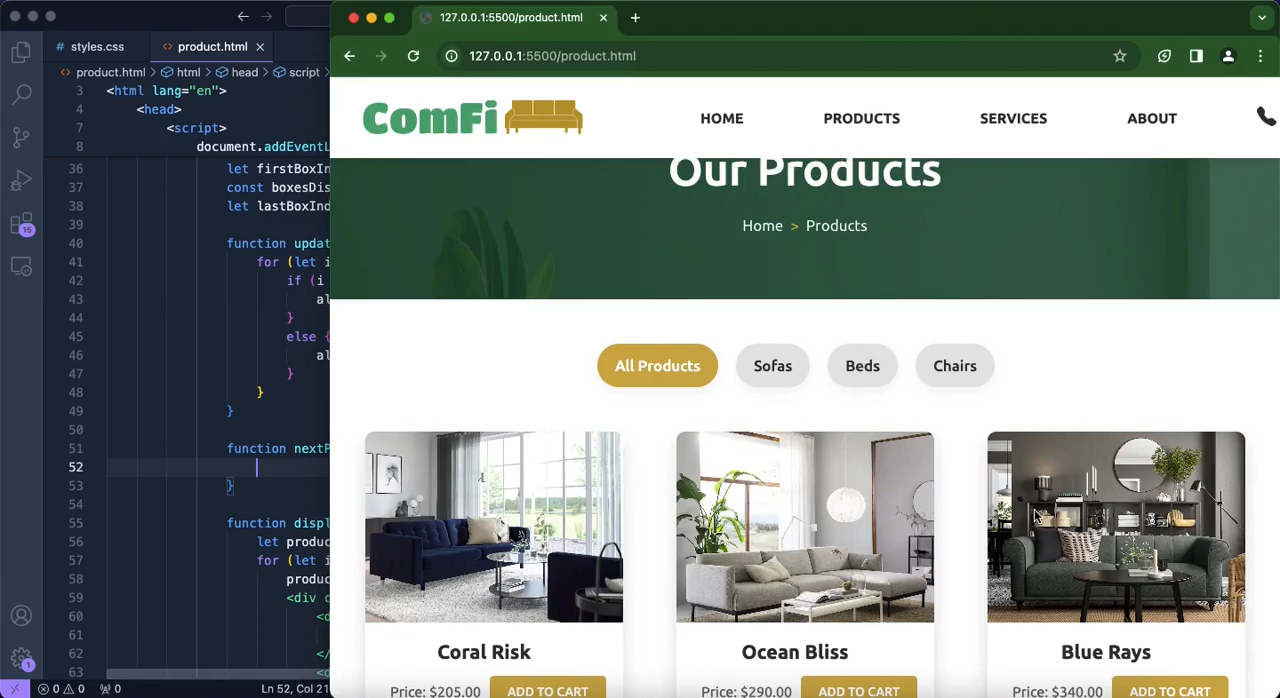 127.0.0.1:5500/product.html
# styles.css
<> product.html
127.0.0.1:5500/product.html
<> product.html > html > head > script >
3 <html lang="en">
4 <head>
7 <script>
8 document.addEventL
36 let firstBoxIn
37 const boxesDis
38 let lastBoxInd
39
40 function updat
41 for (let i
42 if (i
43 al
44 }
45 else {
46 al
47 }
48 }
49 }
50
51 function nextP
52
53 }
54
55 function displ
56 let produc
57 for (let i
58 produc
59 <div c
60 <d
61
62 </
63 <d
15
1
0 0 0
Ln 52, Col 21
ComFi
HOME
PRODUCTS
SERVICES
ABOUT
Our Products
Home > Products
All Products
Sofas
Beds
Chairs
Coral Risk
Ocean Bliss
Blue Rays
Price: $205.00 ADD TO CART
Price: $290.00 ADD TO CART
Price: $340.00 ADD TO CART